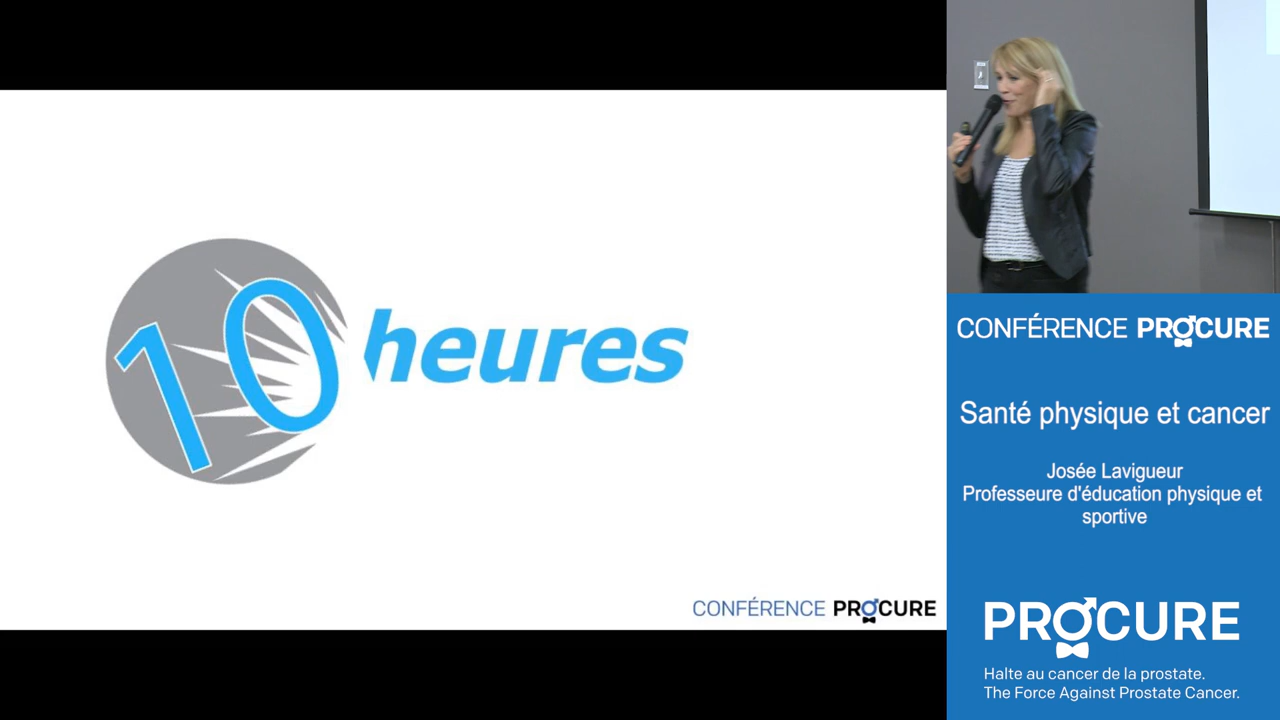 10 heures
CONFÉRENCE PROCURE
CONFÉRENCE PROCURE
Santé physique et cancer
Josée Lavigueur
Professeure d'éducation physique et
sportive
PROCURE
Halte au cancer de la prostate.
The Force Against Prostate Cancer.